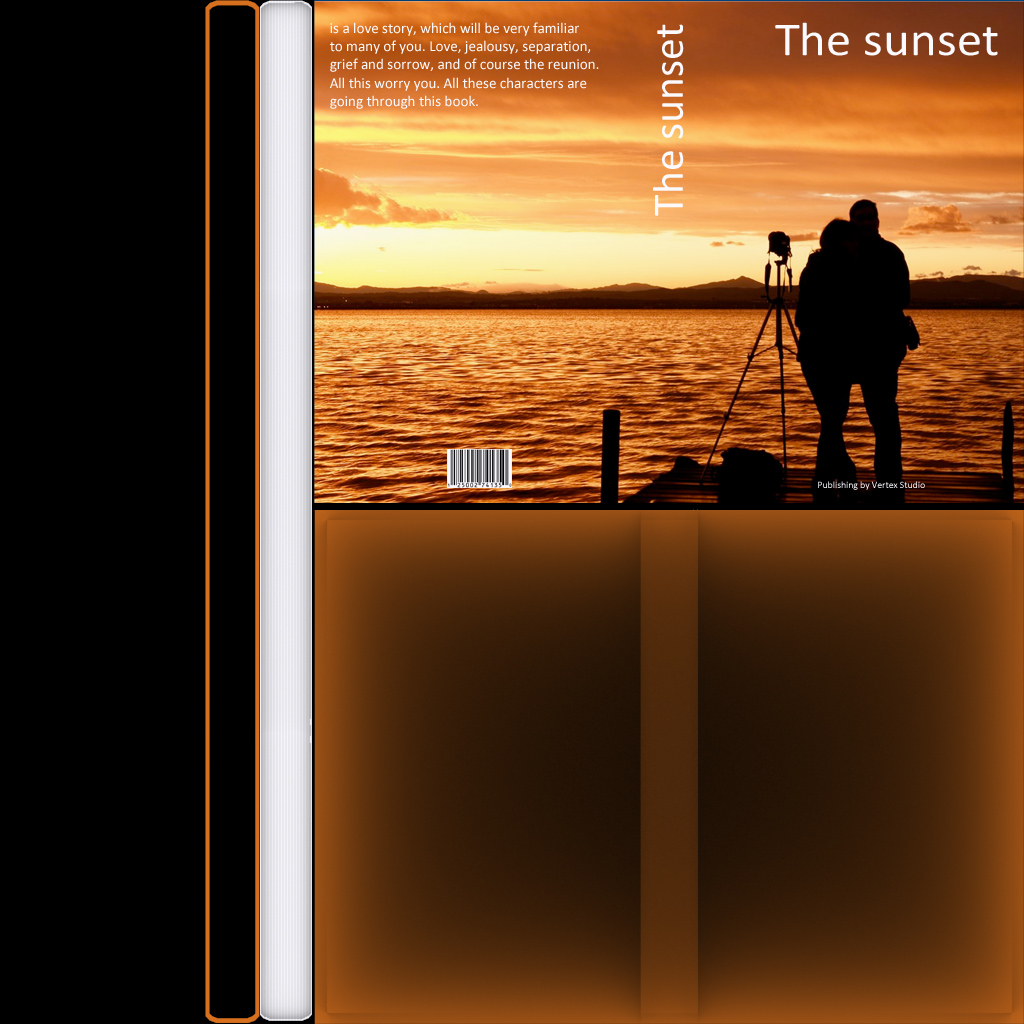 is a love story, which will be very familiar
to many of you. Love, jealousy, separation,
grief and sorrow, and of course the reunion.
All this worry you. All these characters are
going through this book.
The sunset
The sunset
25002 74135
Publishing by Vertex Studio